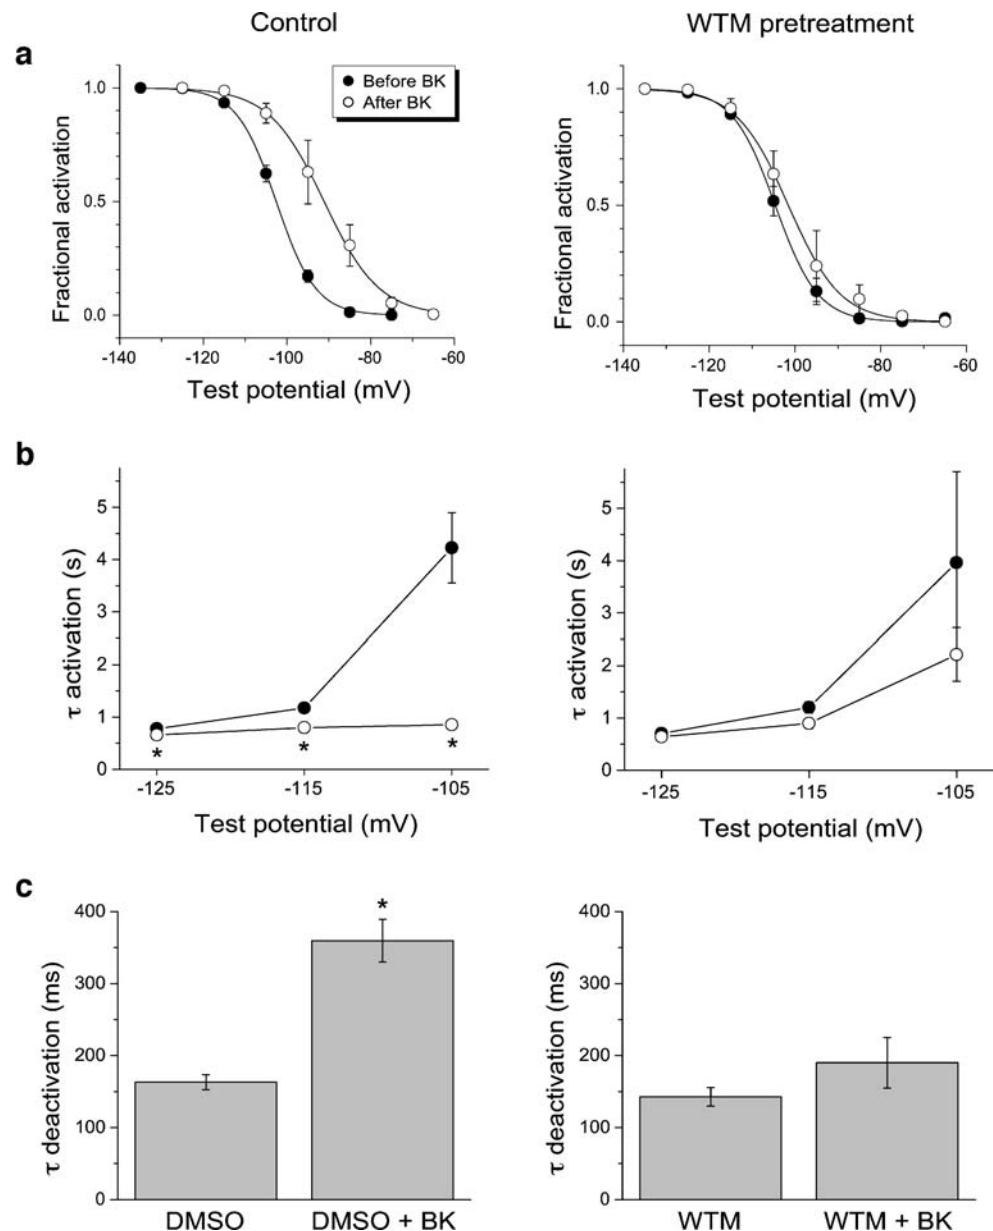 Control
WTM pretreatment
a
Before BK
After BK
Fractional activation
1.0
0.5
0.0
-140
-120
-100
-80
-60
Test potential (mV)
Fractional activation
1.0
0.5
0.0
-140
-120
-100
-80
-60
Test potential (mV)
b
τ activation (s)
5
4
3
2
1
0
*
*
*
-125
-115
-105
Test potential (mV)
τ activation (s)
5
4
3
2
1
0
-125
-115
-105
Test potential (mV)
c
τ deactivation (ms)
400
300
200
100
0
*
DMSO
DMSO + BK
τ deactivation (ms)
400
300
200
100
0
WTM
WTM + BK